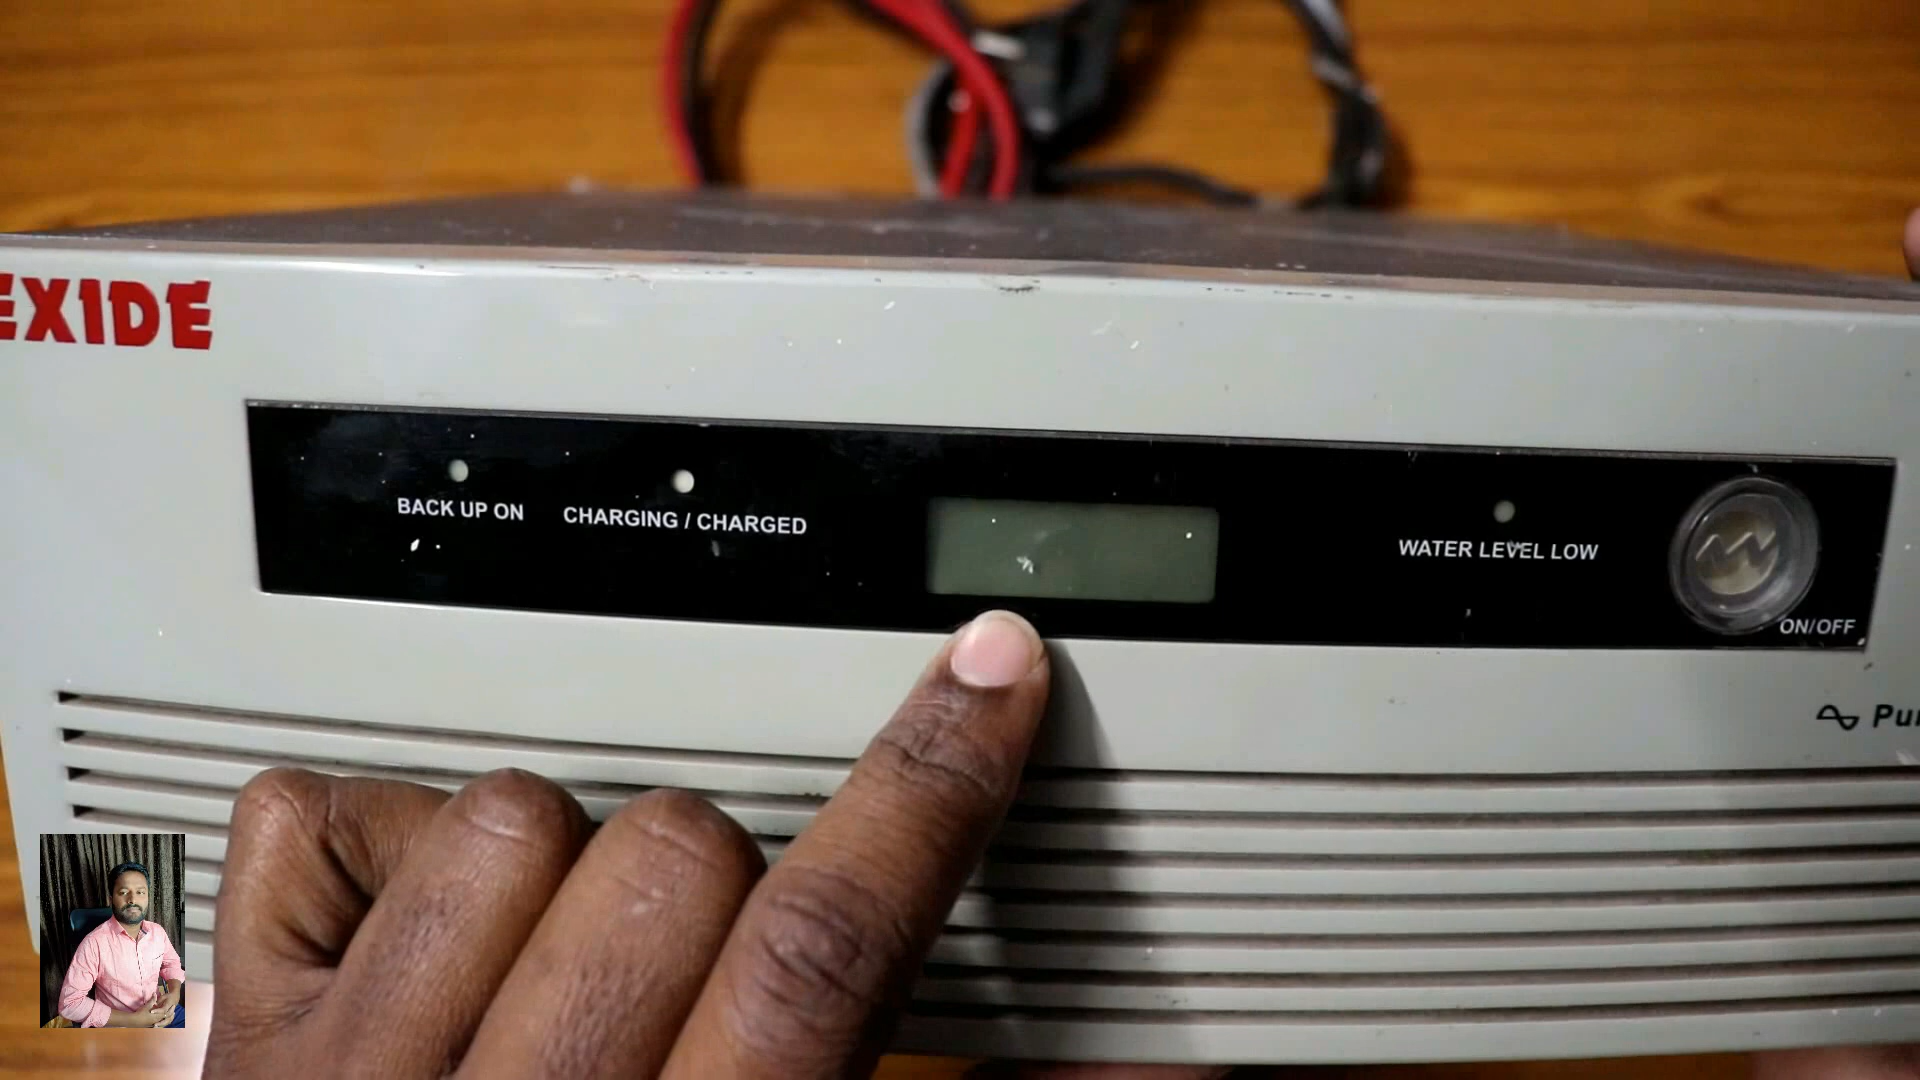 EXIDE
BACK UP ON
CHARGING / CHARGED
WATER LEVEL LOW
ON/OFF